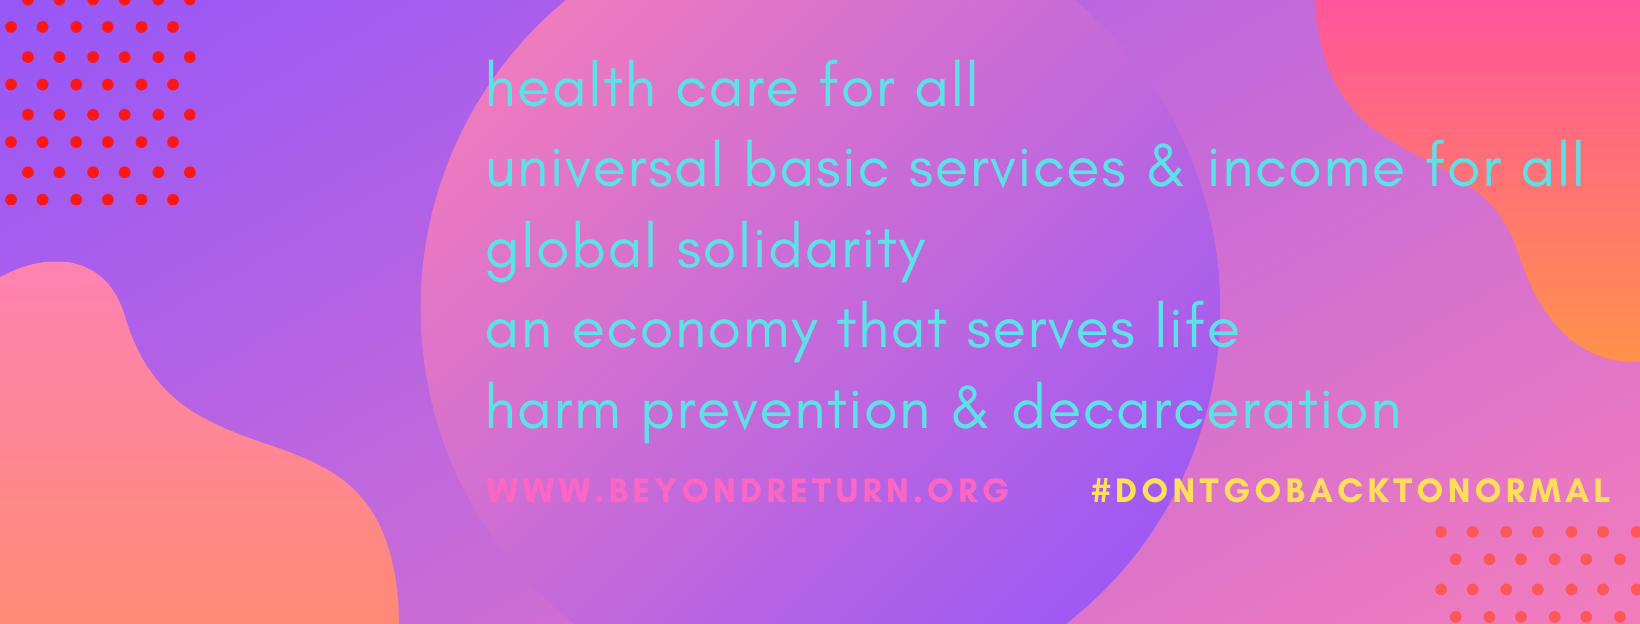 health care for all
universal basic services & income for all
global solidarity
an economy that serves life
harm prevention & decarceration
WWW.BEYONDRETURN.ORG #DONTGOBACKTONORMAL